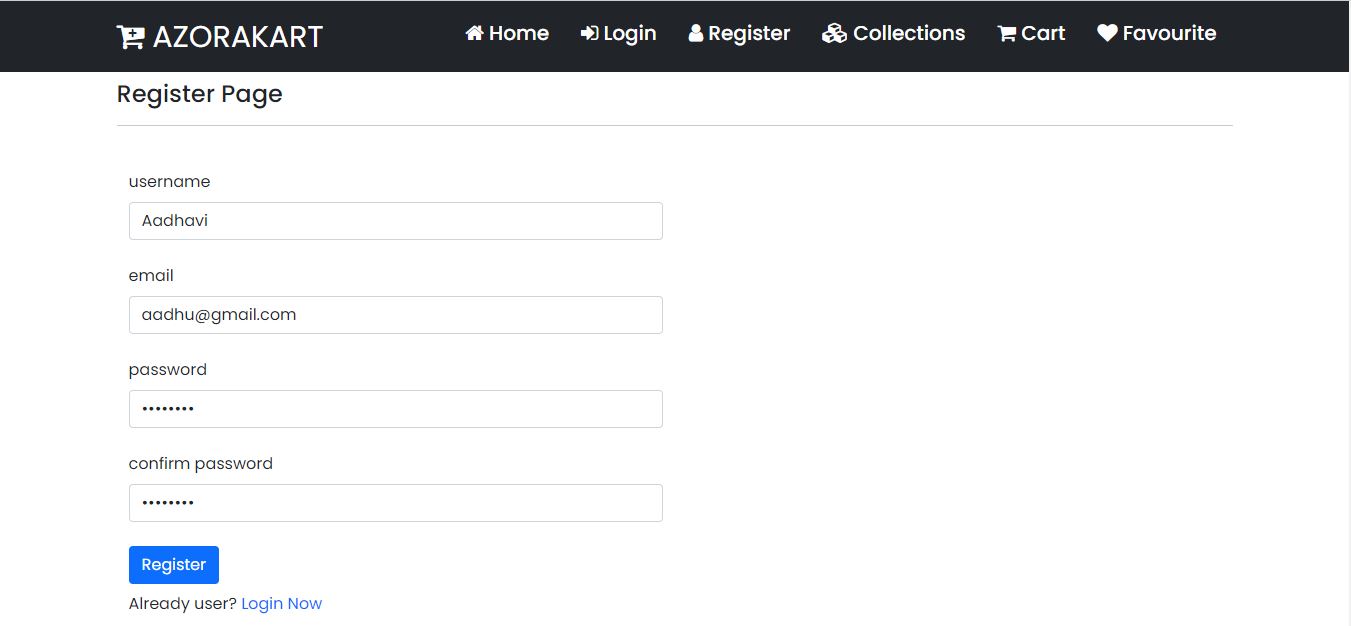 AZORAKART Home Login Register Collections Cart Favourite
Register Page
username
Aadhavi
email
aadhu@gmail.com
password
••••••••
confirm password
••••••••
Register
Already user? Login Now